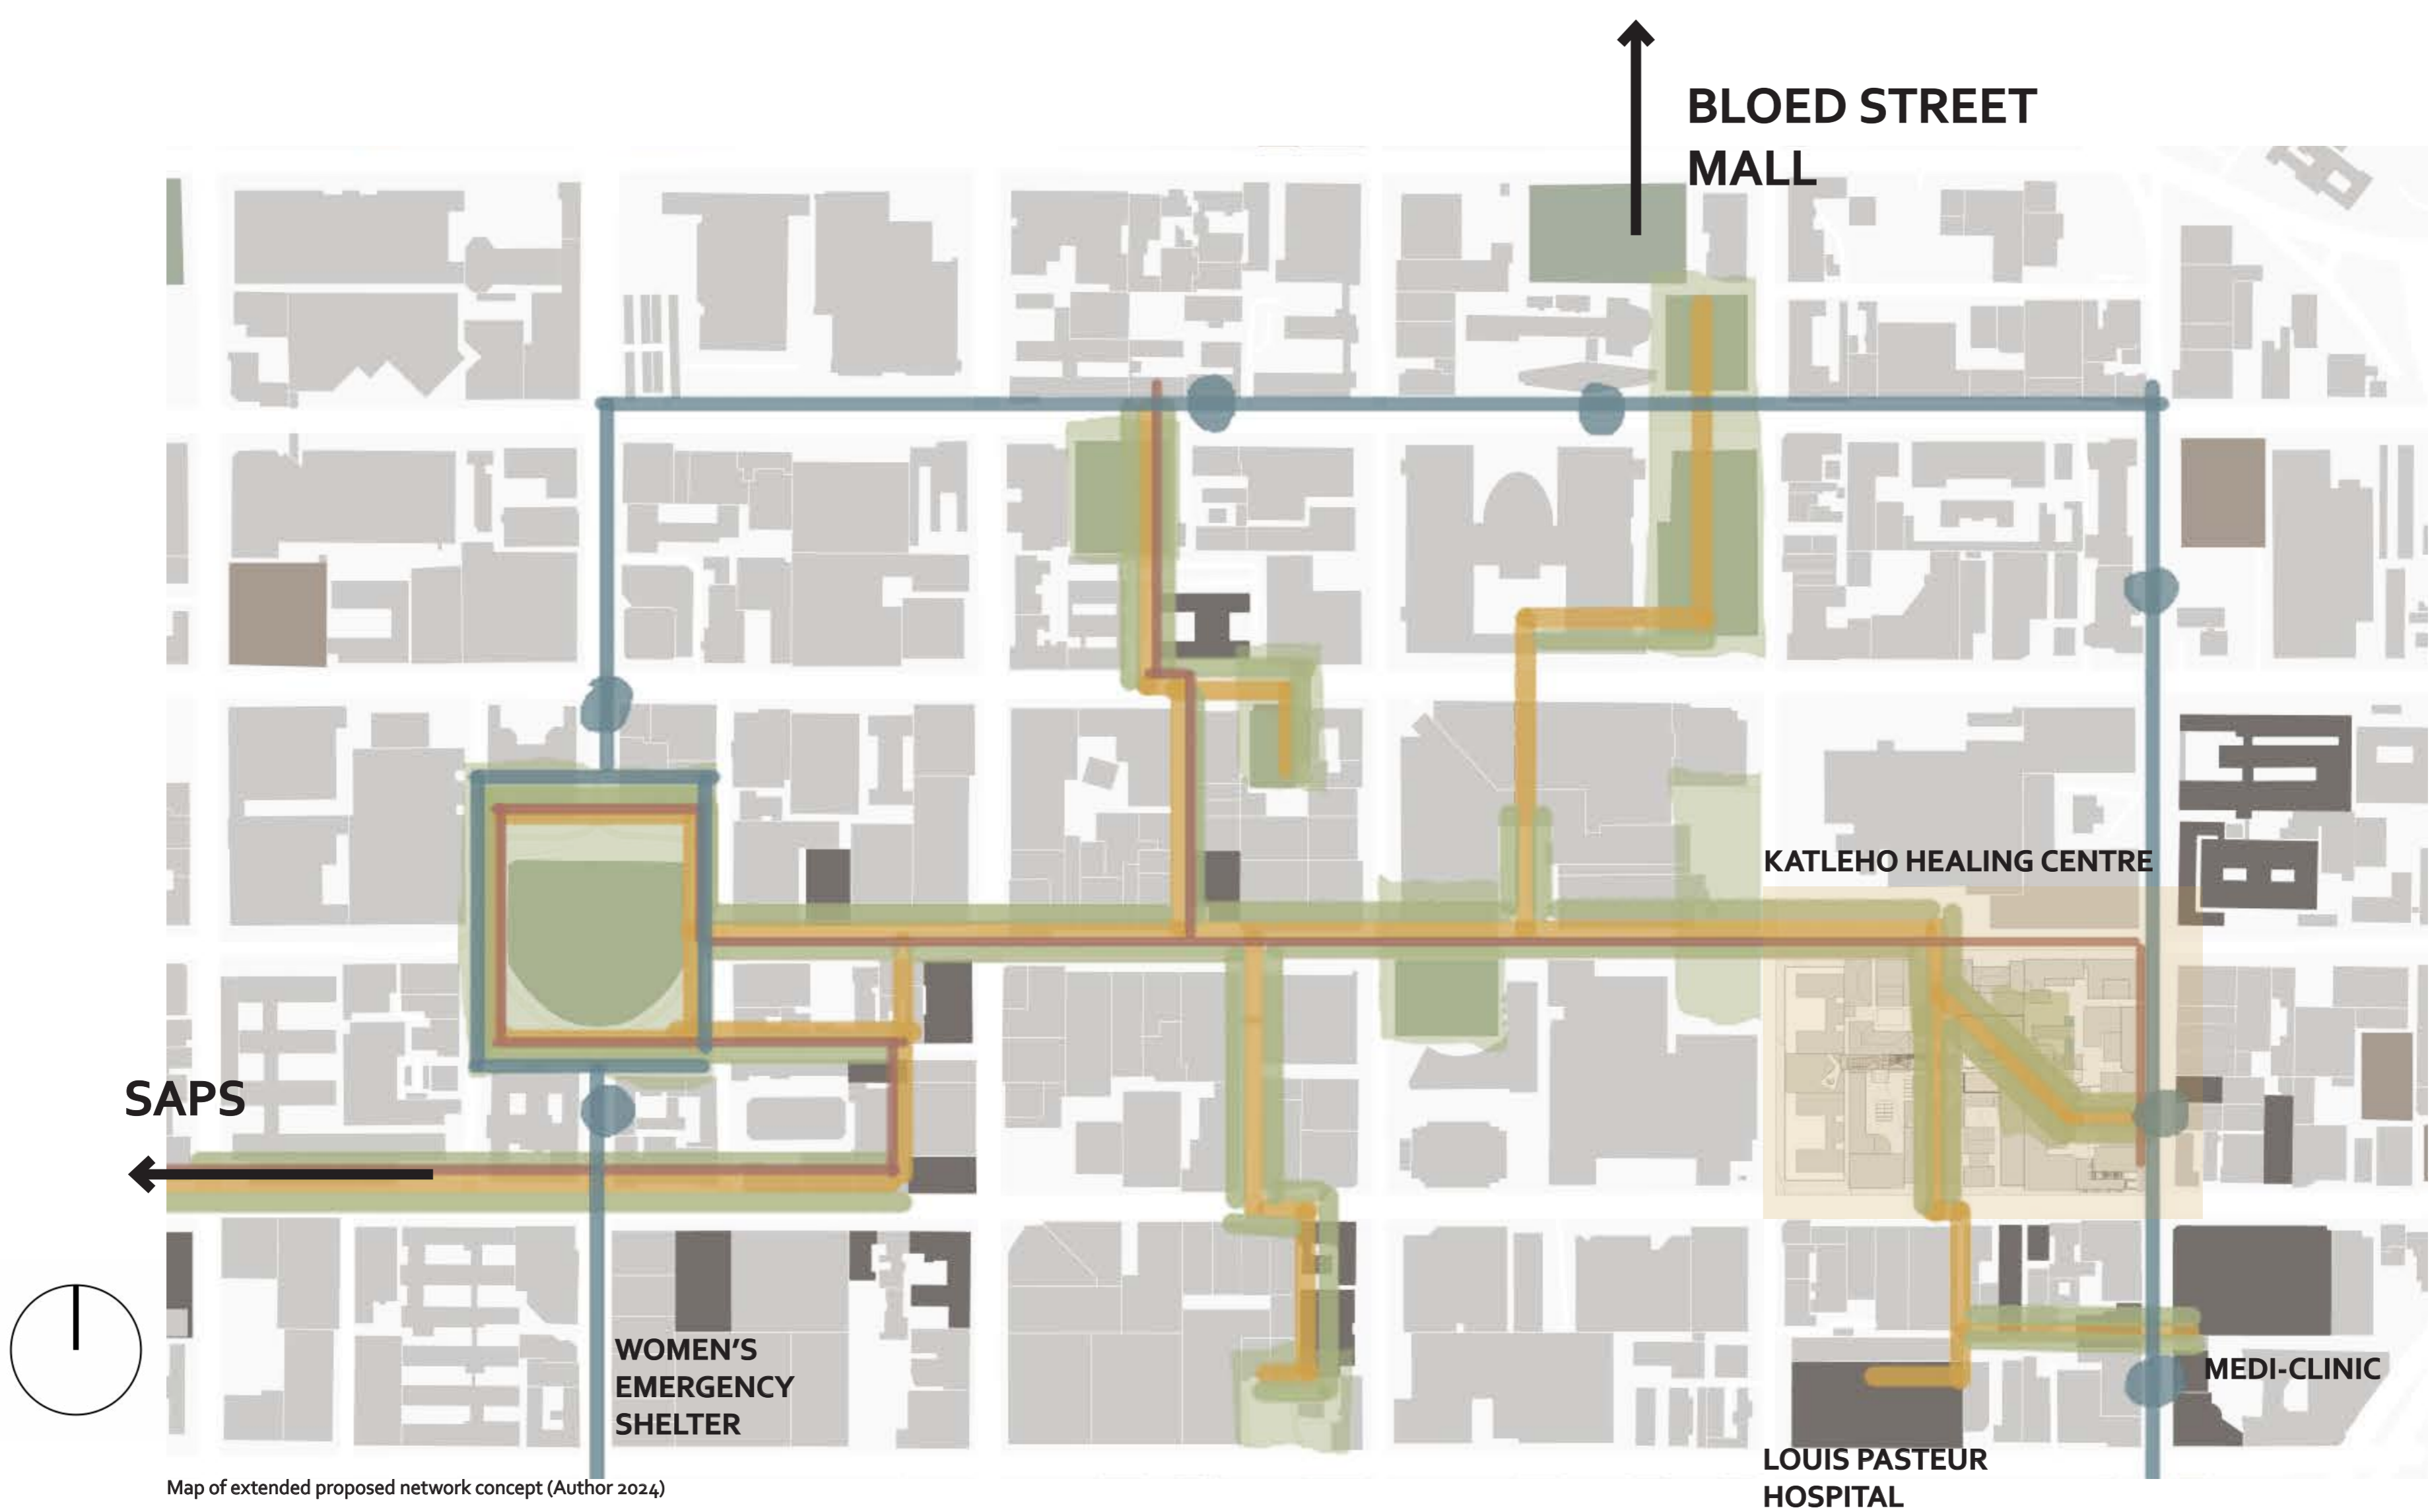 BLOED STREET
MALL
KATLEHO HEALING CENTRE
SAPS
WOMEN'S
EMERGENCY
SHELTER
MEDI-CLINIC
LOUIS PASTEUR
HOSPITAL
Map of extended proposed network concept (Author 2024)